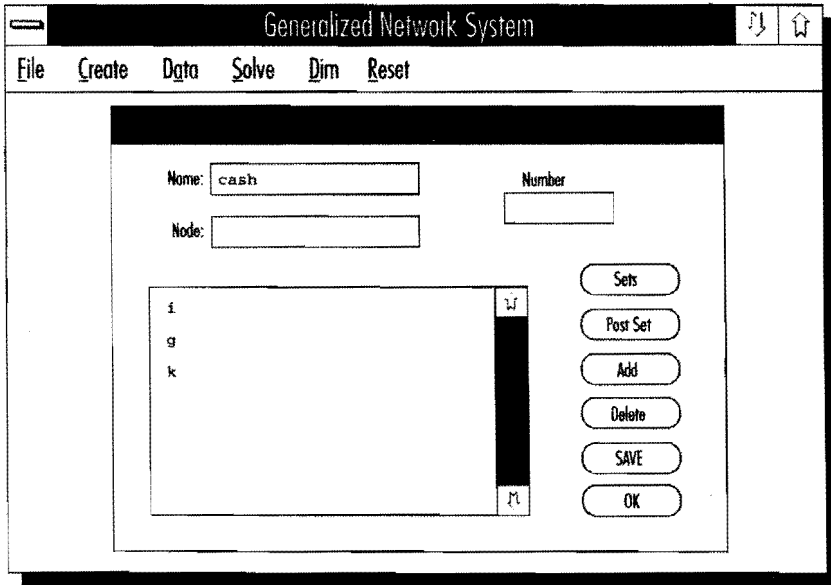 Generalized Network System
File Create Data Solve Dim Reset
Name: cash
Number
Node:
i
g
k
Sets
Post Set
Add
Delete
SAVE
OK